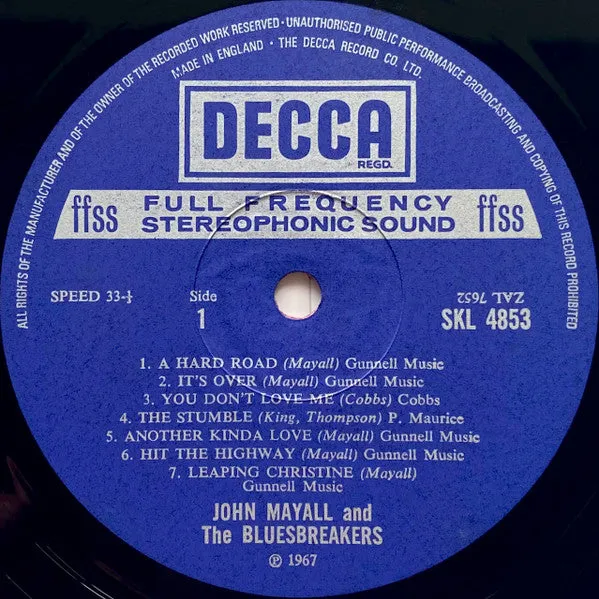 ALL RIGHTS OF THE MANUFACTURER AND OF THE OWNER OF THE RECORDED WORK RESERVED · UNAUTHORISED PUBLIC PERFORMANCE BROADCASTING AND COPYING OF THIS RECORD PROHIBITED
MADE IN ENGLAND · THE DECCA RECORD CO. LTD.
DECCA
REGD.
ffss FULL FREQUENCY STEREOPHONIC SOUND ffss
SPEED 33-⅓
Side
1
ZAL 7652
SKL 4853
1. A HARD ROAD (Mayall) Gunnell Music
2. IT'S OVER (Mayall) Gunnell Music
3. YOU DON'T LOVE ME (Cobbs) Cobbs
4. THE STUMBLE (King, Thompson) P. Maurice
5. ANOTHER KINDA LOVE (Mayall) Gunnell Music
6. HIT THE HIGHWAY (Mayall) Gunnell Music
7. LEAPING CHRISTINE (Mayall)
Gunnell Music
JOHN MAYALL and
The BLUESBREAKERS
℗ 1967